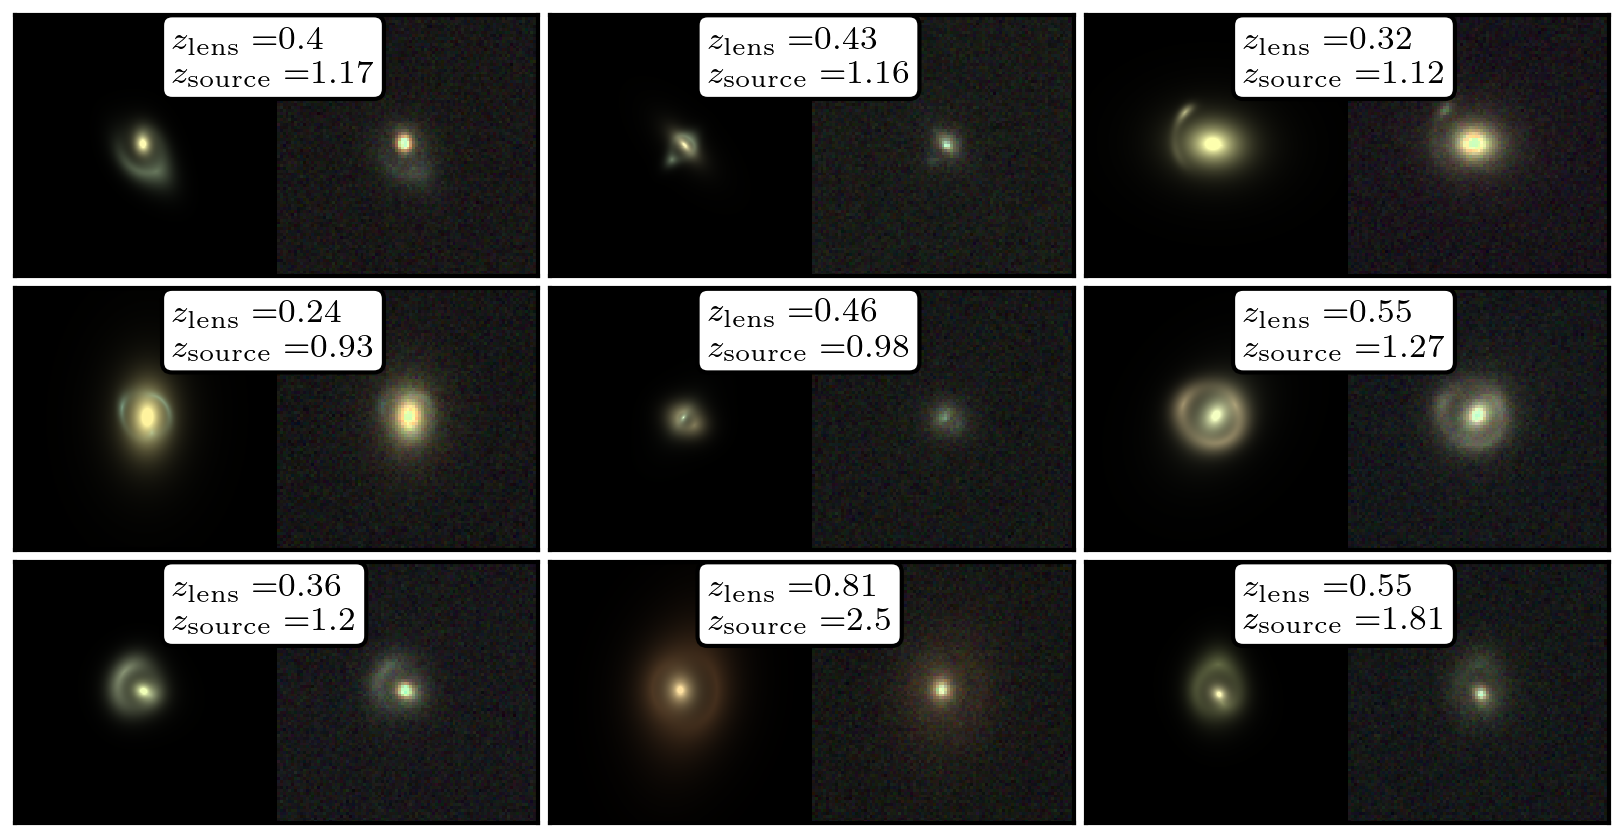 z_lens =0.4
z_source =1.17
z_lens =0.43
z_source =1.16
z_lens =0.32
z_source =1.12
z_lens =0.24
z_source =0.93
z_lens =0.46
z_source =0.98
z_lens =0.55
z_source =1.27
z_lens =0.36
z_source =1.2
z_lens =0.81
z_source =2.5
z_lens =0.55
z_source =1.81